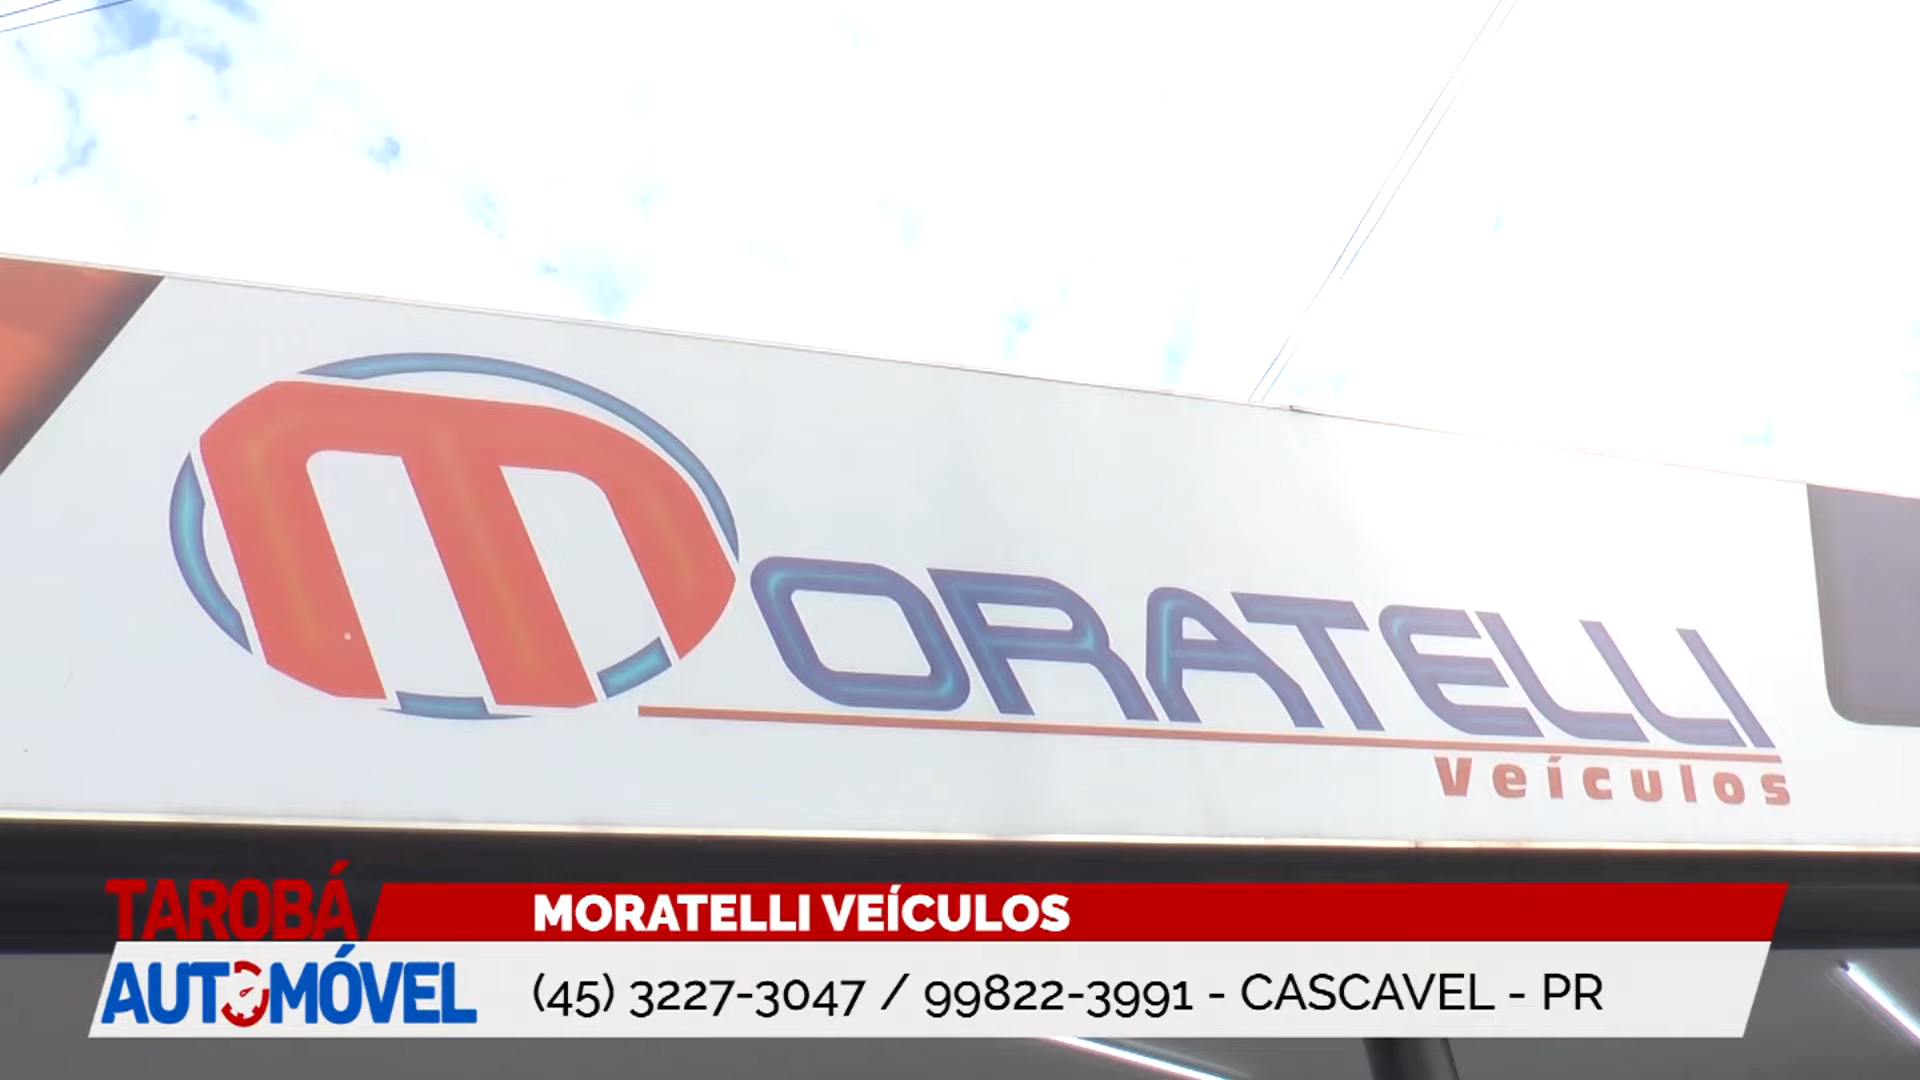 MORATELLI
Veículos
TAROBÁ
AUTOMÓVEL
MORATELLI VEÍCULOS
(45) 3227-3047 / 99822-3991 - CASCAVEL - PR